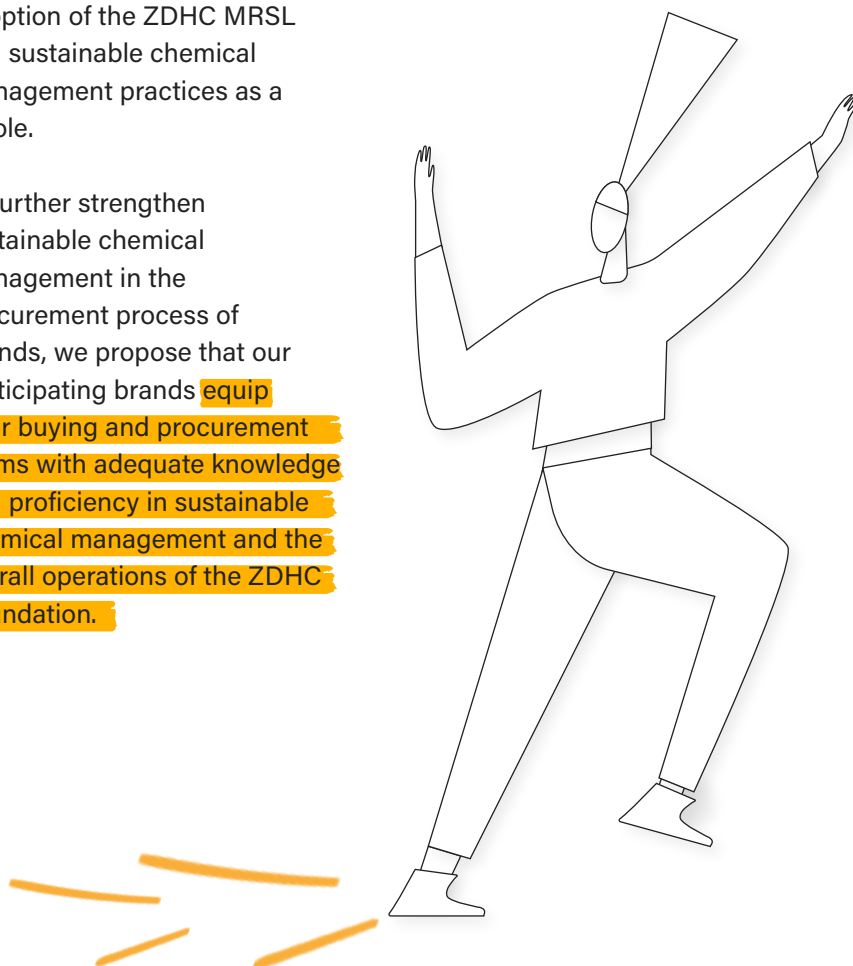 option of the ZDHC MRSL
sustainable chemical
nagement practices as a
ble.
urther strengthen
tainable chemical
nagement in the
curement process of
nds, we propose that our
ticipating brands equip
r buying and procurement
ms with adequate knowledge
proficiency in sustainable
mical management and the
rall operations of the ZDHC
ndation.